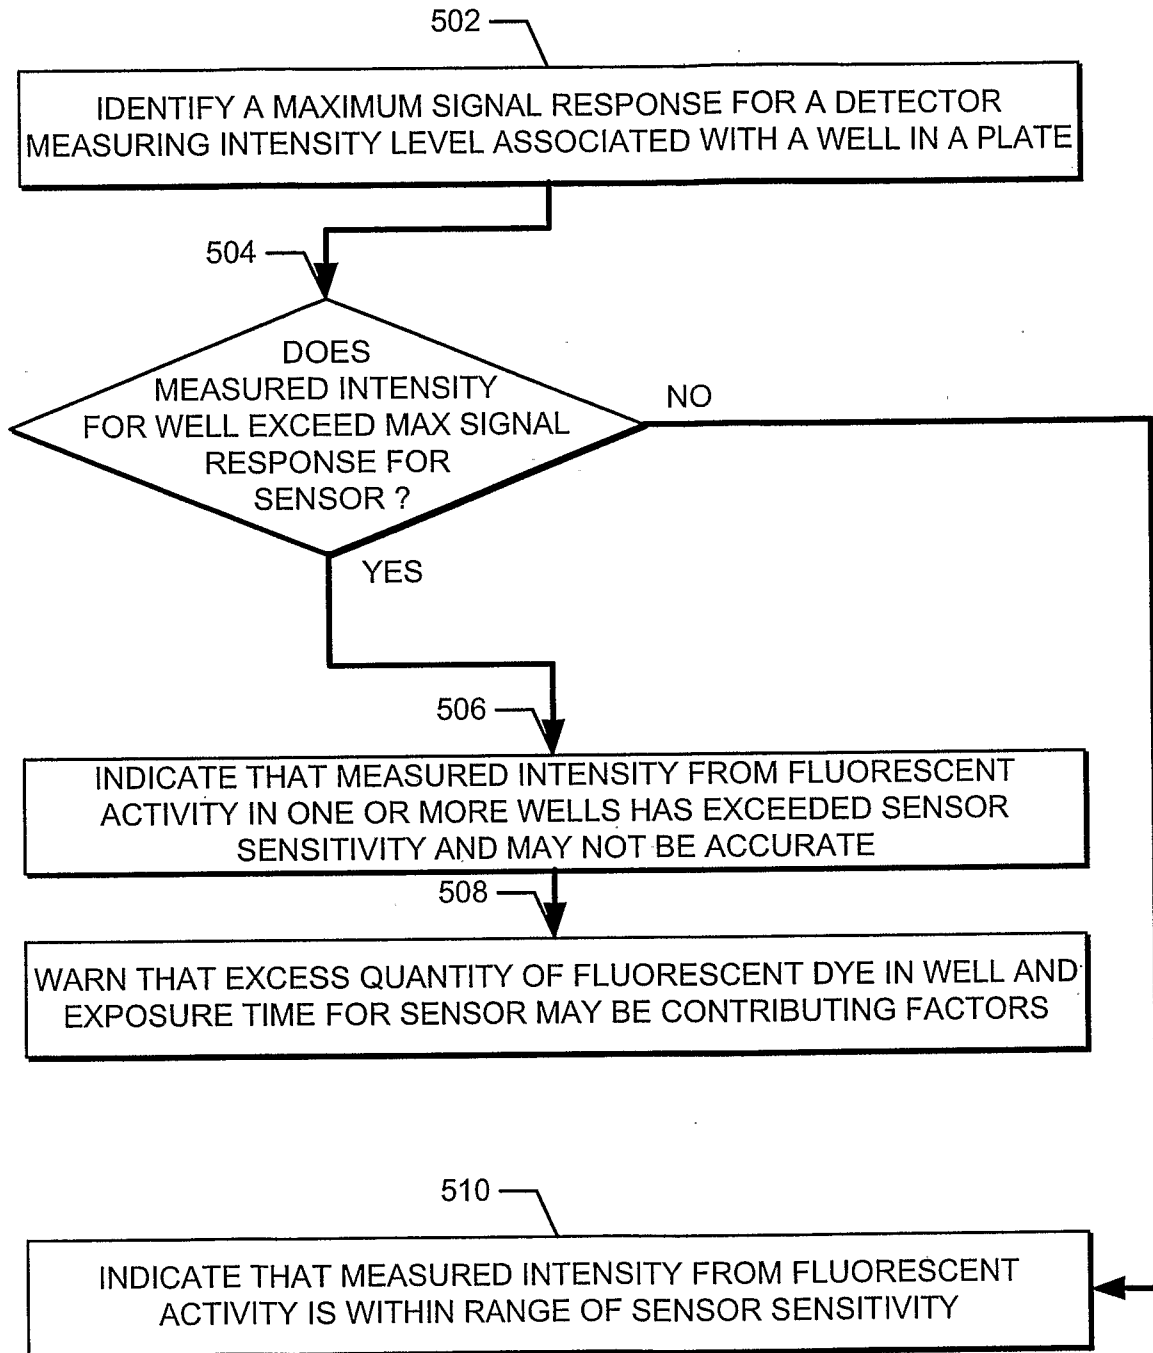 502
IDENTIFY A MAXIMUM SIGNAL RESPONSE FOR A DETECTOR
MEASURING INTENSITY LEVEL ASSOCIATED WITH A WELL IN A PLATE
504
DOES
MEASURED INTENSITY
FOR WELL EXCEED MAX SIGNAL
RESPONSE FOR
SENSOR ?
NO
YES
506
INDICATE THAT MEASURED INTENSITY FROM FLUORESCENT
ACTIVITY IN ONE OR MORE WELLS HAS EXCEEDED SENSOR
SENSITIVITY AND MAY NOT BE ACCURATE
508
WARN THAT EXCESS QUANTITY OF FLUORESCENT DYE IN WELL AND
EXPOSURE TIME FOR SENSOR MAY BE CONTRIBUTING FACTORS
510
INDICATE THAT MEASURED INTENSITY FROM FLUORESCENT
ACTIVITY IS WITHIN RANGE OF SENSOR SENSITIVITY